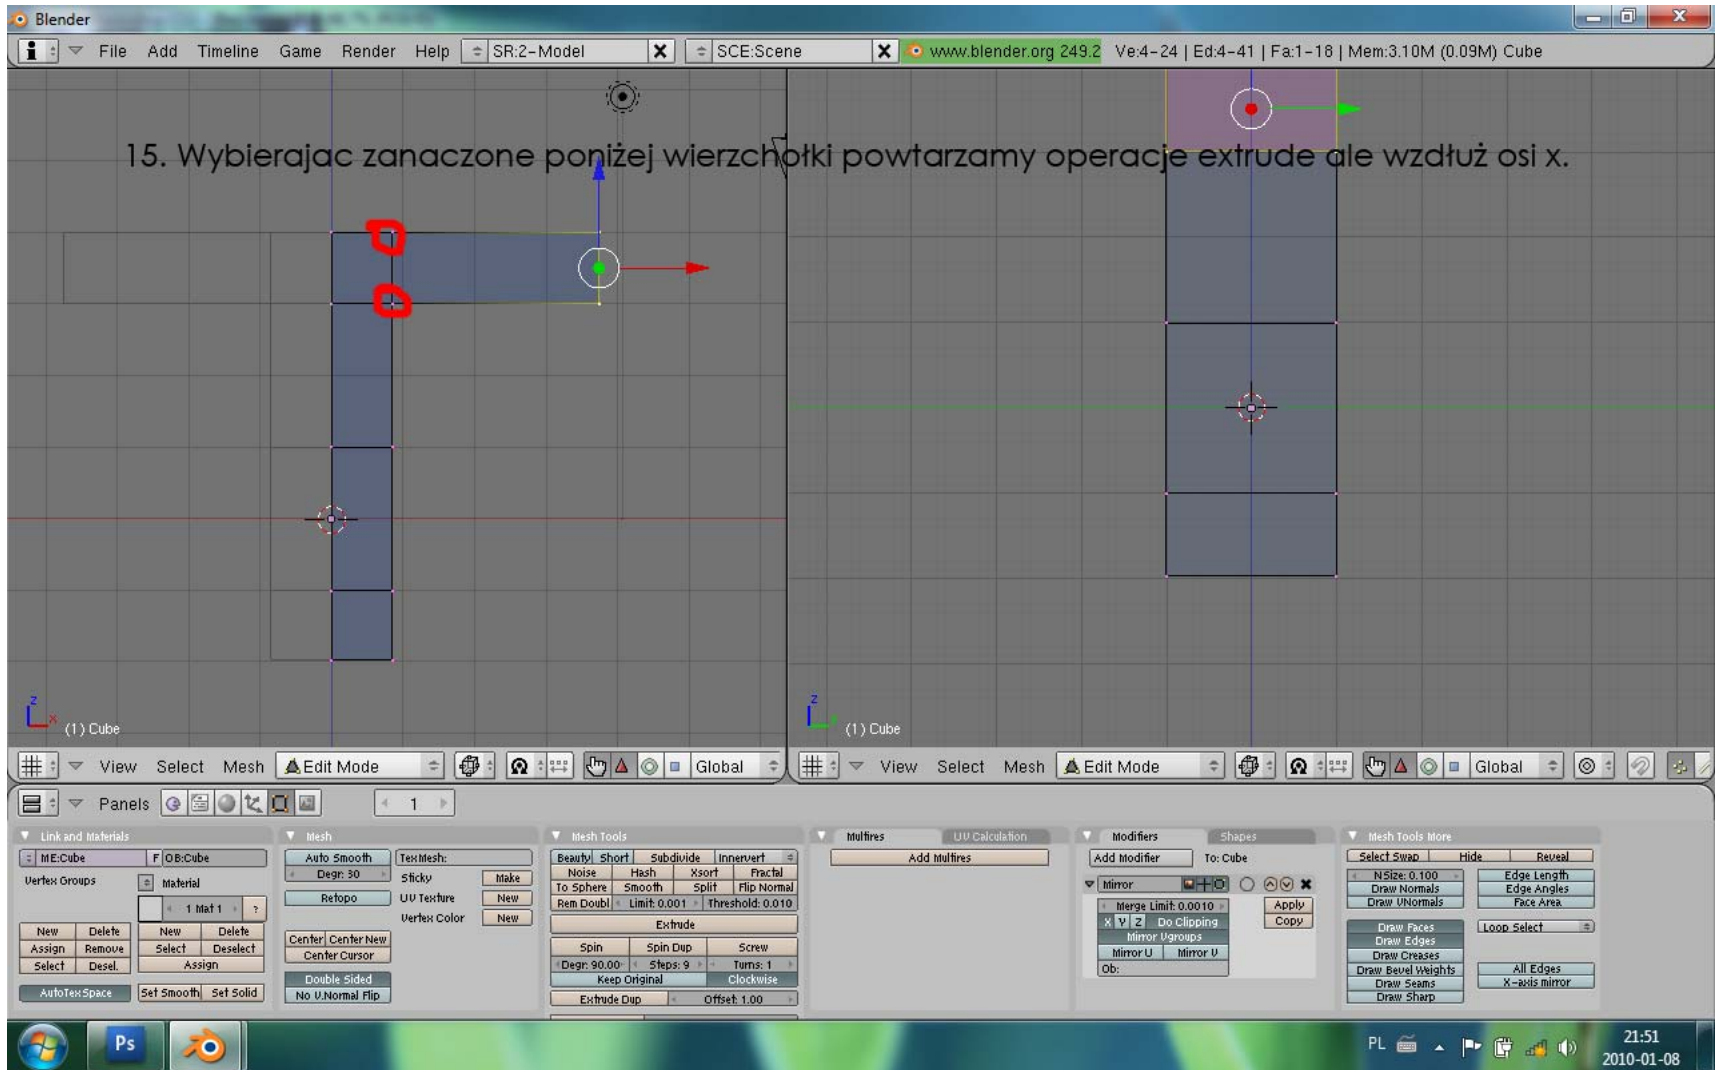 Blender
File Add Timeline Game Render Help SR:2-Model SCE:Scene www.blender.org 249.2 Ve:4-24 | Ed:4-41 | Fa:1-18 | Mem:3.10M (0.09M) Cube
15. Wybierajac zanaczone poniżej wierzchołki powtarzamy operacje extrude ale wzdłuż osi x.
z x (1) Cube
z (1) Cube
View Select Mesh Edit Mode Global
View Select Mesh Edit Mode Global
Panels 1
Link and Materials
ME:Cube F OB:Cube
Vertex Groups Material
1 Mat 1 ?
New Delete New Delete
Assign Remove Select Deselect
Select Desel. Assign
AutoTexSpace Set Smooth Set Solid
Mesh
Auto Smooth TexMesh:
Degr: 30 Sticky Make
Retopo UV Texture New
Vertex Color New
Center Center New
Center Cursor
Double Sided
No V.Normal Flip
Mesh Tools
Beauty Short Subdivide Innervert
Noise Hash Xsort Fractal
To Sphere Smooth Split Flip Normal
Rem Doubl Limit: 0.001 Threshold: 0.010
Extrude
Spin Spin Dup Screw
Degr: 90.00 Steps: 9 Turns: 1
Keep Original Clockwise
Extrude Dup Offset: 1.00
Multires UV Calculation
Add Multires
Modifiers Shapes
Add Modifier To: Cube
Mirror
Merge Limit: 0.0010 Apply
X Y Z Do Clipping Copy
Mirror Vgroups
Mirror U Mirror V
Ob:
Mesh Tools More
Select Swap Hide Reveal
NSize: 0.100 Edge Length
Draw Normals Edge Angles
Draw VNormals Face Area
Draw Faces Loop Select
Draw Edges
Draw Creases
Draw Bevel Weights All Edges
Draw Seams X-axis mirror
Draw Sharp
Ps
PL
21:51
2010-01-08